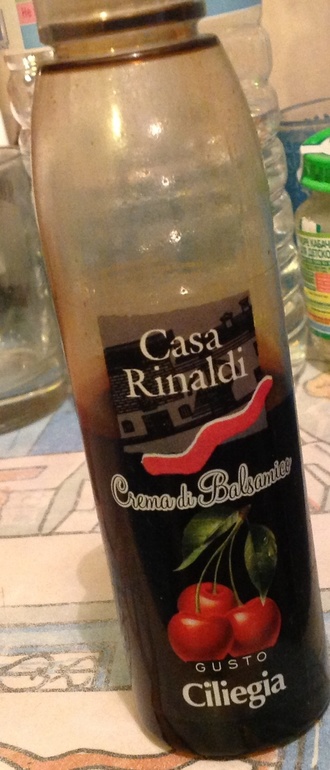 Casa
Rinaldi
Crema di Balsamico
GUSTO
Ciliegia